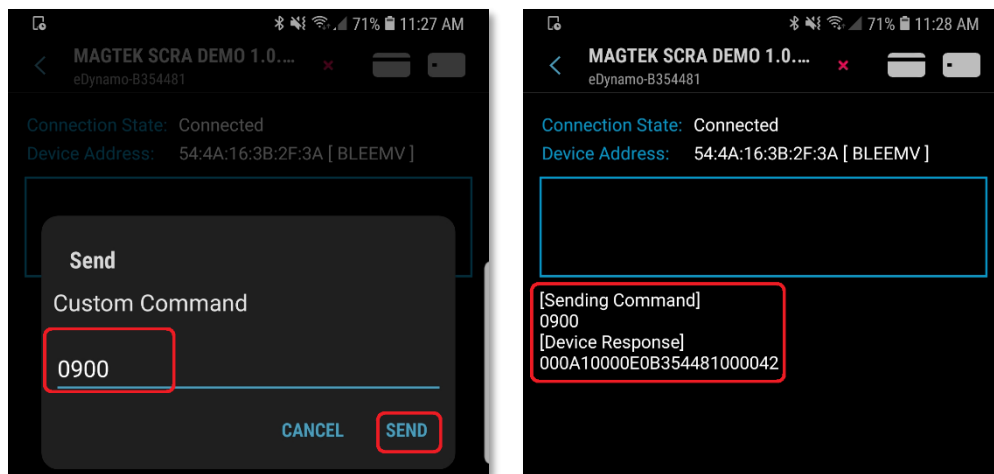 71% 11:27 AM
MAGTEK SCRA DEMO 1.0....
eDynamo-B354481
Connection State: Connected
Device Address: 54:4A:16:3B:2F:3A [ BLEEMV ]
Send
Custom Command
0900
CANCEL SEND
71% 11:28 AM
MAGTEK SCRA DEMO 1.0....
eDynamo-B354481
Connection State: Connected
Device Address: 54:4A:16:3B:2F:3A [ BLEEMV ]
[Sending Command]
0900
[Device Response]
000A10000E0B354481000042